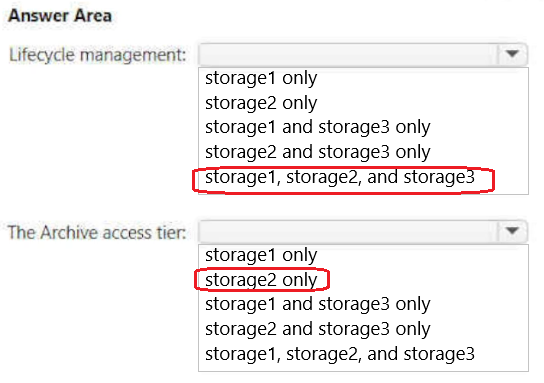 Answer Area
Lifecycle management:
storage1 only
storage2 only
storage1 and storage3 only
storage2 and storage3 only
storage1, storage2, and storage3
The Archive access tier:
storage1 only
storage2 only
storage1 and storage3 only
storage2 and storage3 only
storage1, storage2, and storage3